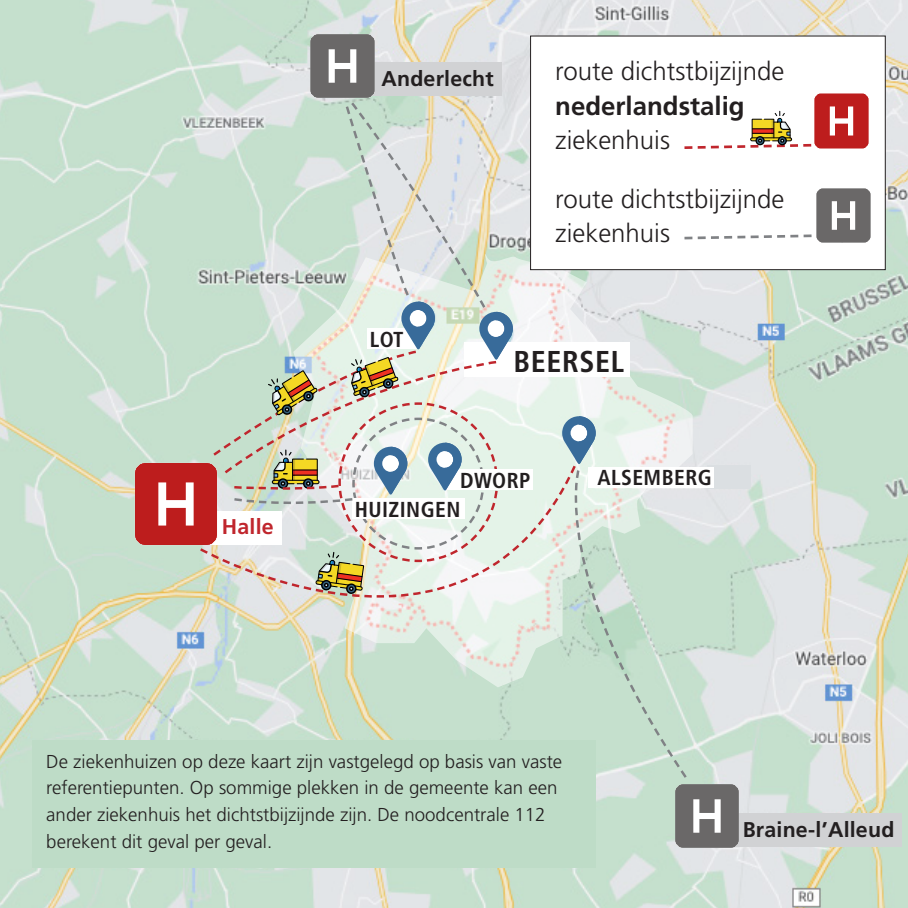 Sint-Gillis
H
Anderlecht
VLEZENBEEK
route dichtstbijzijnde
nederlandstalig
ziekenhuis
H
route dichtstbijzijnde
ziekenhuis
H
Sint-Pieters-Leeuw
E19
LOT
BEERSEL
N5
N6
BRUSSEL
VLAAMS
ALSEMBERG
DWORP
HUIZINGEN
H
Halle
N6
Waterloo
N5
JOLI BOIS
De ziekenhuizen op deze kaart zijn vastgelegd op basis van vaste
referentiepunten. Op sommige plekken in de gemeente kan een
ander ziekenhuis het dichtstbijzijnde zijn. De noodcentrale 112
berekent dit geval per geval.
H
Braine-l'Alleud
R0